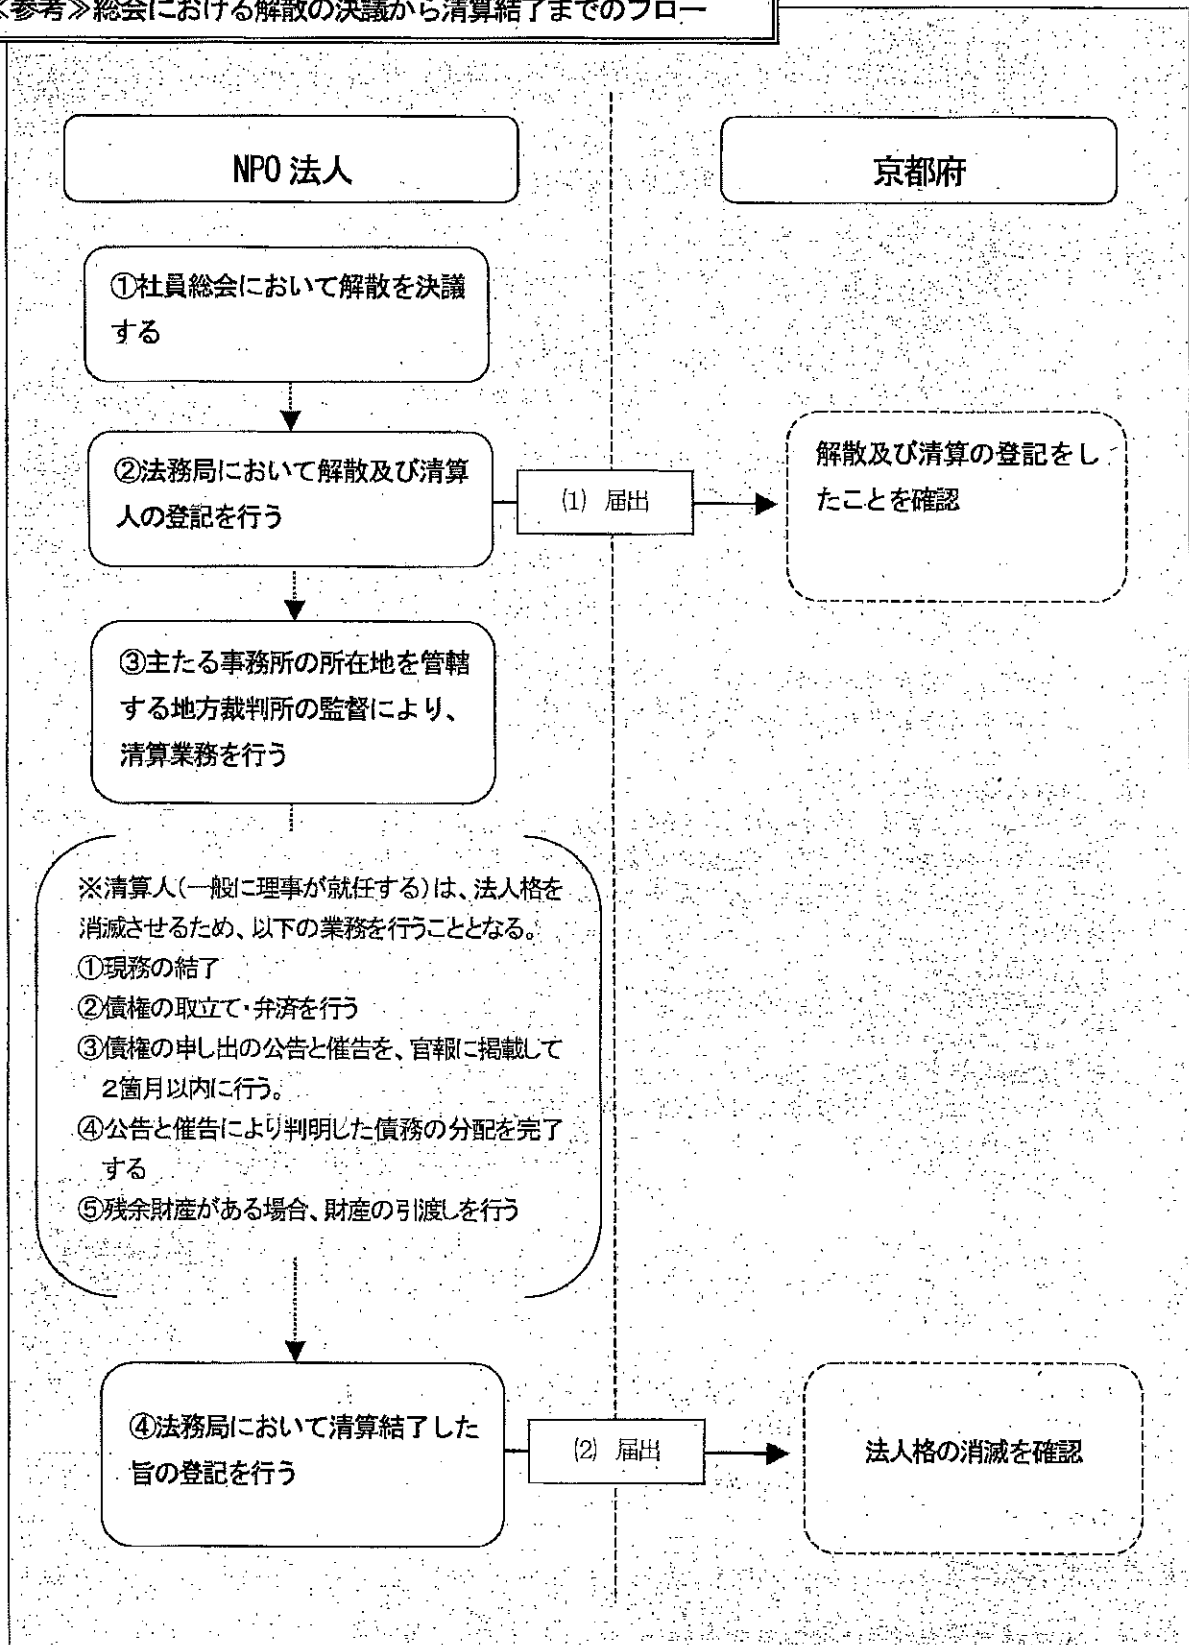 ≪参考≫総会における解散の決議から清算結了までのフロー
NPO 法人
京都府
①社員総会において解散を決議
する
②法務局において解散及び清算
人の登記を行う
(1) 届出
解散及び清算の登記をし
たことを確認
③主たる事務所の所在地を管轄
する地方裁判所の監督により、
清算業務を行う
※清算人(一般に理事が就任する)は、法人格を
消滅させるため、以下の業務を行うこととなる。
①現務の結了
②債権の取立て・弁済を行う
③債権の申し出の公告と催告を、官報に掲載して
2箇月以内に行う。
④公告と催告により判明した債務の分配を完了
する
⑤残余財産がある場合、財産の引渡しを行う
④法務局において清算結了した
旨の登記を行う
(2) 届出
法人格の消滅を確認